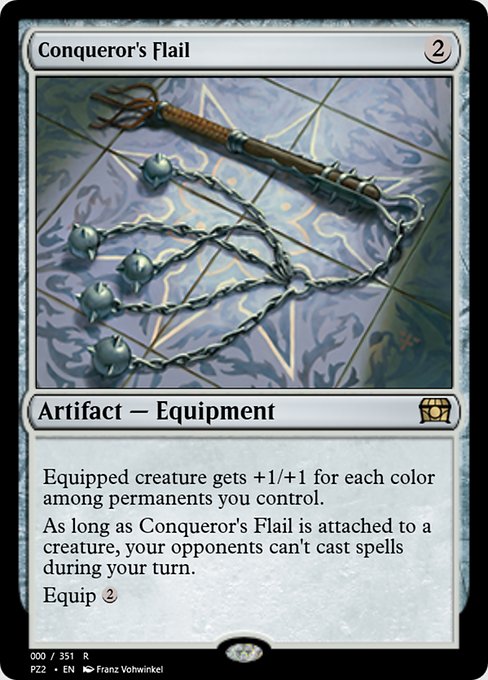 Conqueror's Flail 2
Artifact — Equipment
Equipped creature gets +1/+1 for each color
among permanents you control.
As long as Conqueror's Flail is attached to a
creature, your opponents can't cast spells
during your turn.
Equip 2
000 / 351 R
PZ2 • EN Franz Vohwinkel